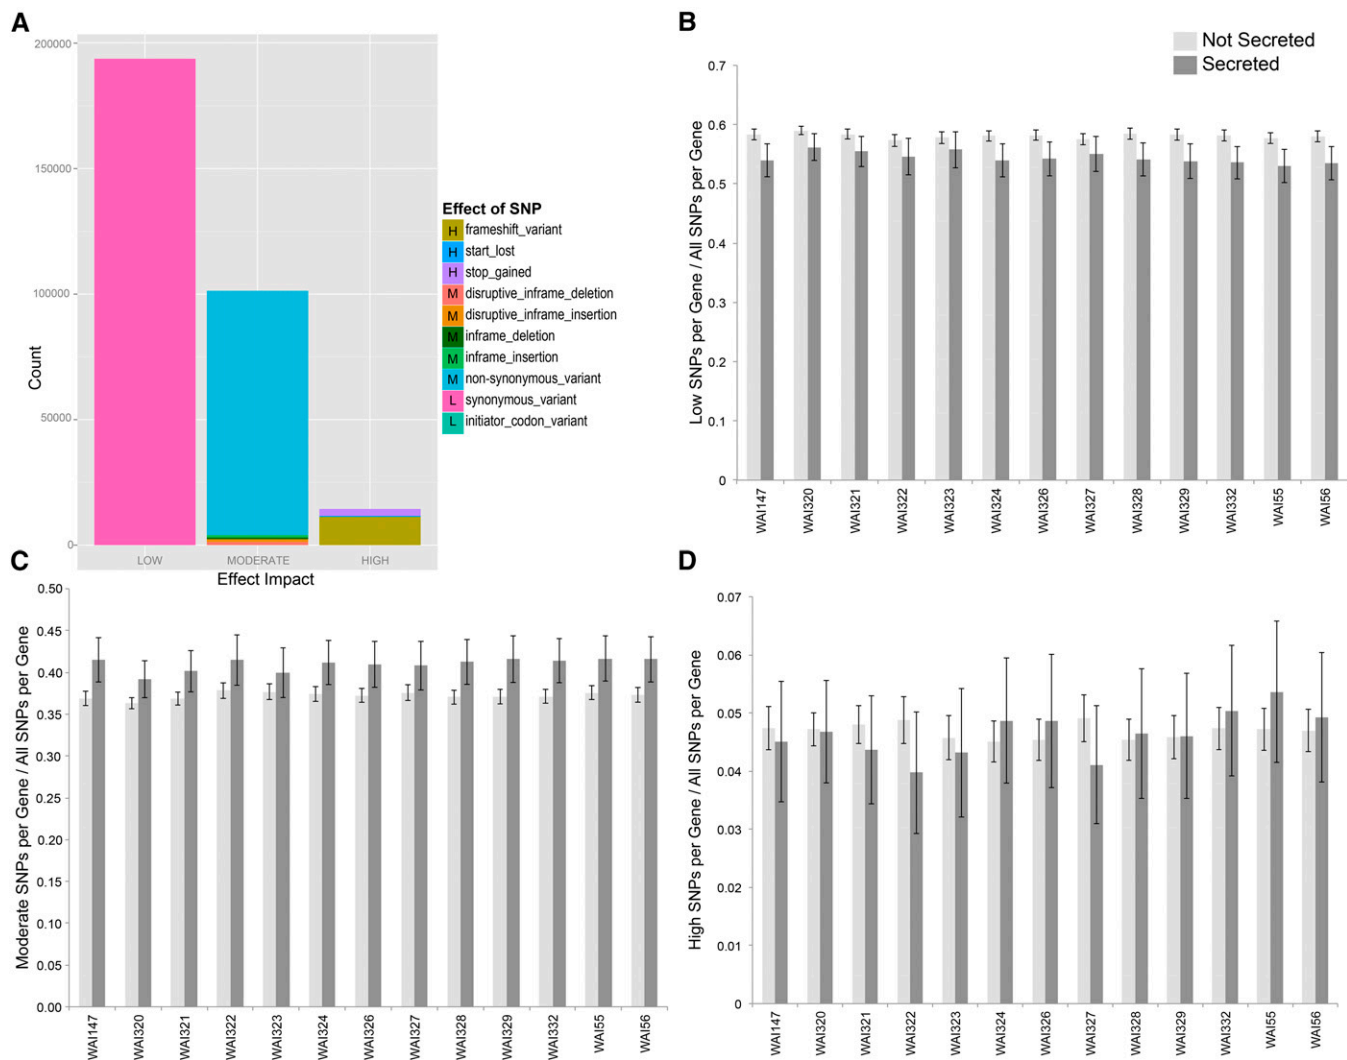 A
200000
150000
100000
50000
0
Count
LOW
MODERATE
HIGH
Effect Impact
Effect of SNP
H frameshift_variant
H start_lost
H stop_gained
M disruptive_inframe_deletion
M disruptive_inframe_insertion
M inframe_deletion
M inframe_insertion
M non-synonymous_variant
L synonymous_variant
L initiator_codon_variant
B
Not Secreted
Secreted
Low SNPs per Gene / All SNPs per Gene
0.7
0.6
0.5
0.4
0.3
0.2
0.1
0
WAI147
WAI320
WAI321
WAI322
WAI323
WAI324
WAI326
WAI327
WAI328
WAI329
WAI332
WAI55
WAI56
C
Moderate SNPs per Gene / All SNPs per Gene
0.50
0.45
0.40
0.35
0.30
0.25
0.20
0.15
0.10
0.05
0.00
WAI147
WAI320
WAI321
WAI322
WAI323
WAI324
WAI326
WAI327
WAI328
WAI329
WAI332
WAI55
WAI56
D
High SNPs per Gene / All SNPs per Gene
0.07
0.06
0.05
0.04
0.03
0.02
0.01
0
WAI147
WAI320
WAI321
WAI322
WAI323
WAI324
WAI326
WAI327
WAI328
WAI329
WAI332
WAI55
WAI56